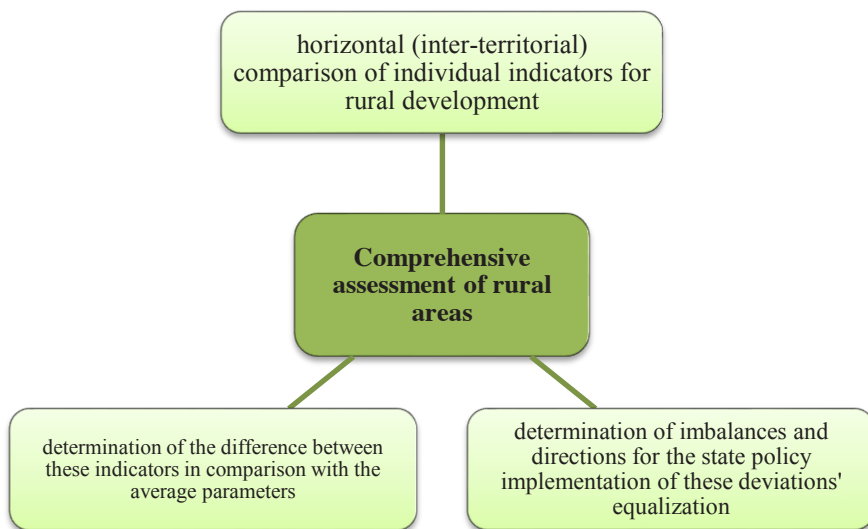 horizontal (inter-territorial)
comparison of individual indicators for
rural development
Comprehensive
assessment of rural
areas
determination of the difference between
these indicators in comparison with the
average parameters
determination of imbalances and
directions for the state policy
implementation of these deviations'
equalization